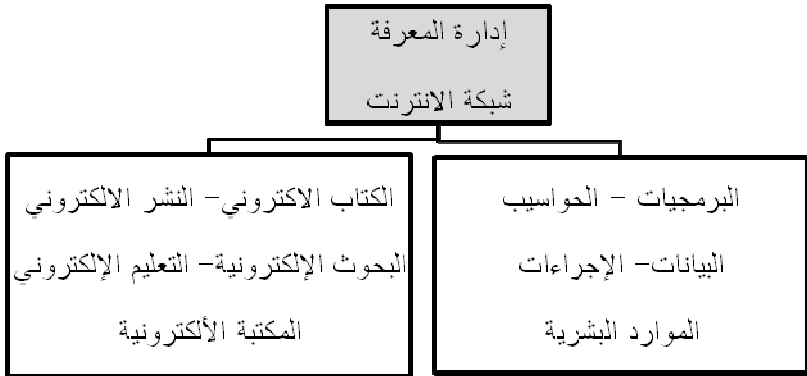 إدارة المعرفة
شبكة الانترنت
البرمجيات – الحواسيب
البيانات– الإجراءات
الموارد البشرية
الكتاب الاكتروني– النشر الالكتروني
البحوث الإلكترونية– التعليم الإلكتروني
المكتبة الألكترونية